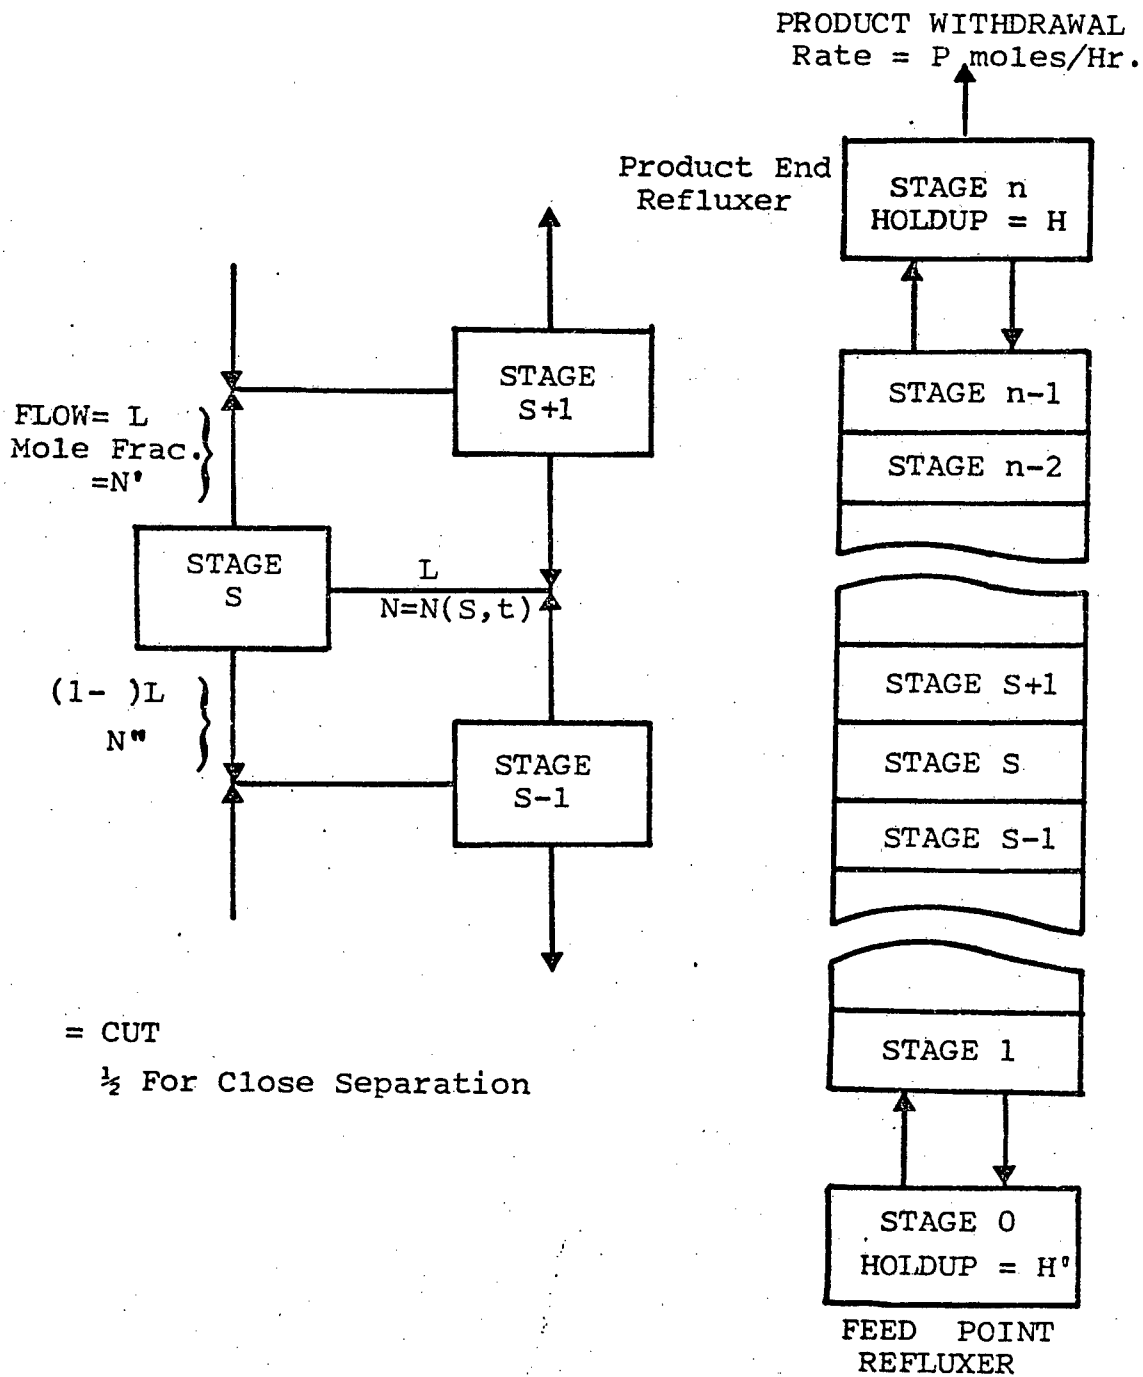 PRODUCT WITHDRAWAL
Rate = P moles/Hr.
Product End
Refluxer
STAGE n
HOLDUP = H
STAGE n-1
STAGE n-2
STAGE S+1
STAGE S
STAGE S-1
STAGE 1
STAGE 0
HOLDUP = H'
FEED POINT
REFLUXER
STAGE
S+1
FLOW= L
Mole Frac.
=N'
STAGE
S
L
N=N(S,t)
(1- )L
N"
STAGE
S-1
= CUT
½ For Close Separation